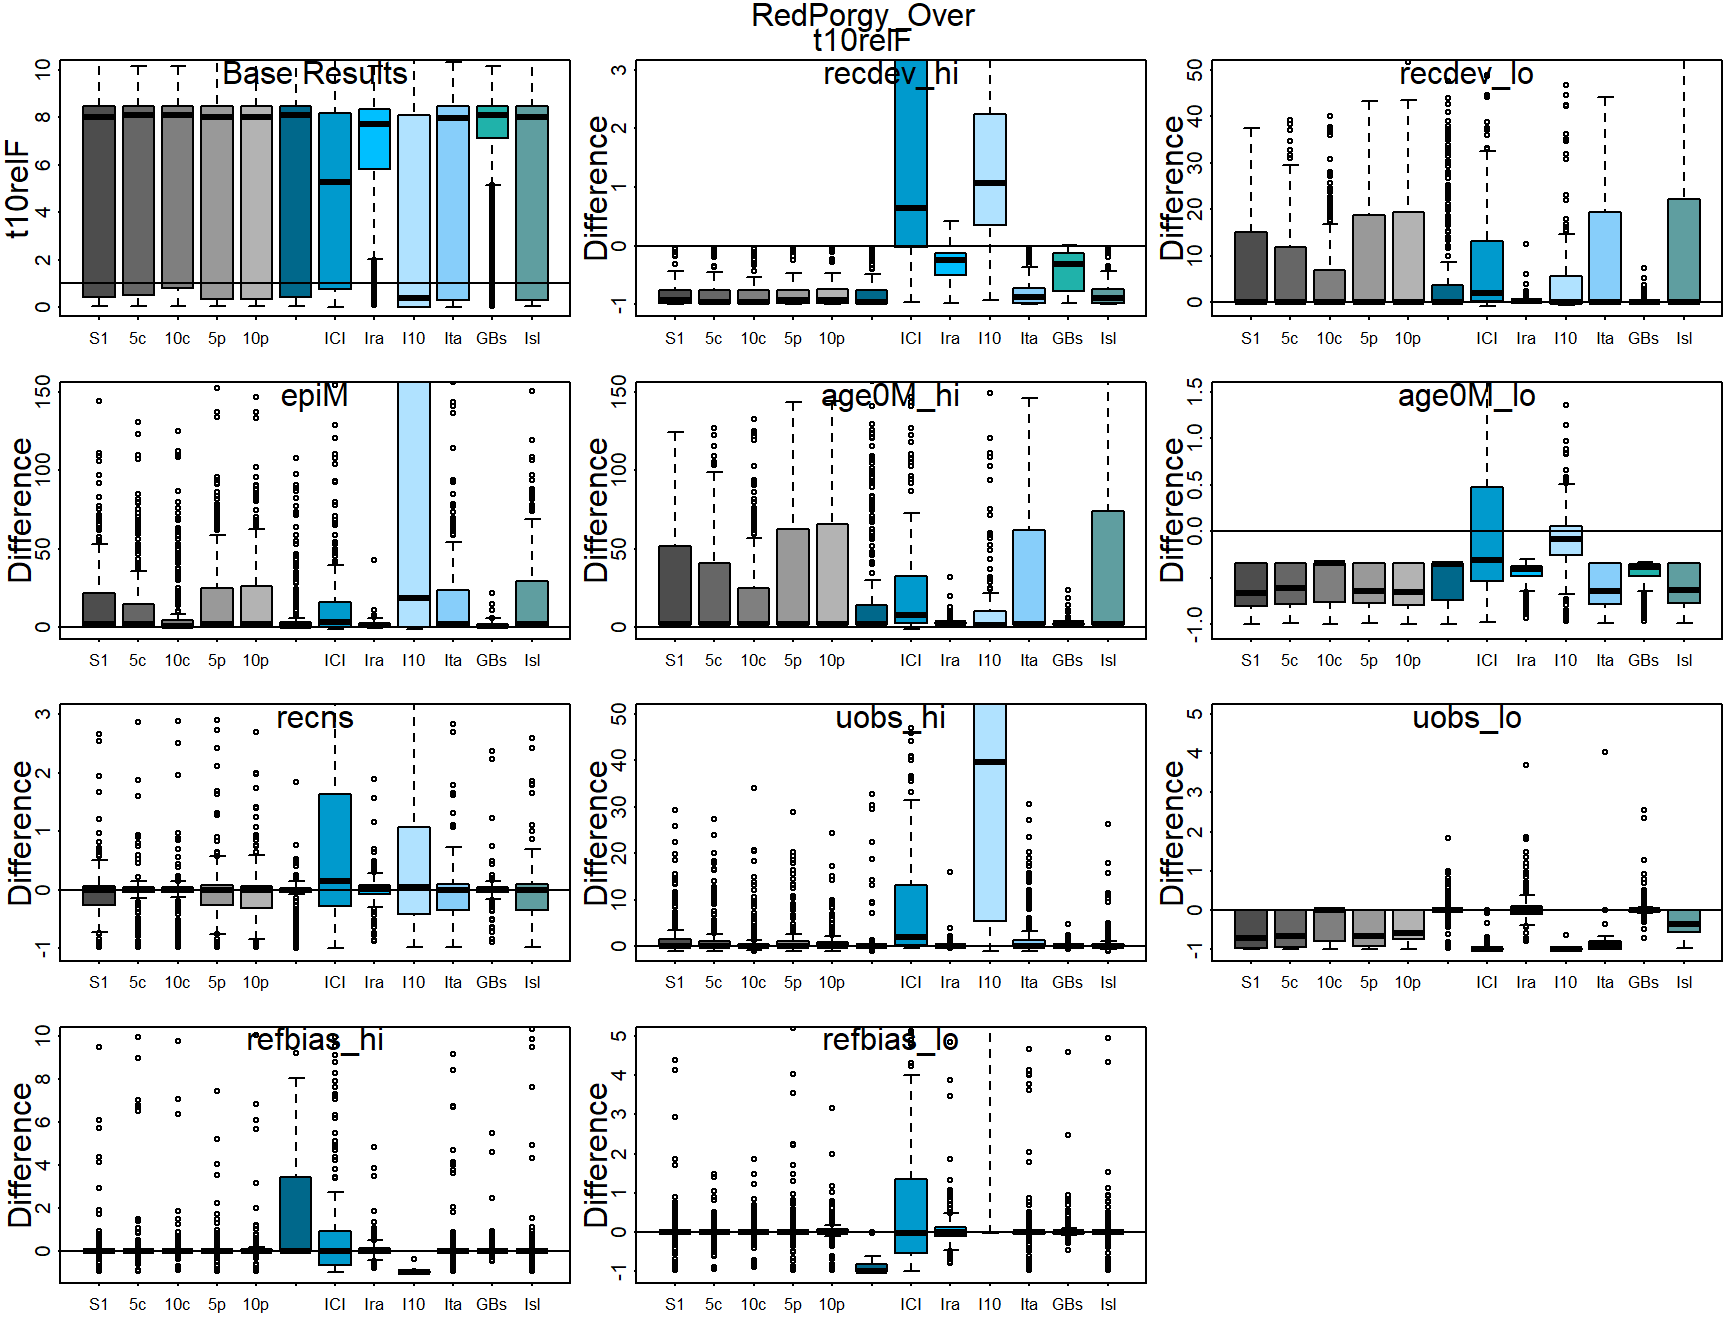 RedPorgy_Over
t10relF
Base Results
recdev_hi
recdev_lo
t10relF
Difference
Difference
0 2 4 6 8 10
-1 0 1 2 3
0 10 20 30 40 50
S1 5c 10c 5p 10p ICI Ira I10 Ita GBs Isl
S1 5c 10c 5p 10p ICI Ira I10 Ita GBs Isl
S1 5c 10c 5p 10p ICI Ira I10 Ita GBs Isl
epiM
age0M_hi
age0M_lo
Difference
Difference
Difference
0 50 100 150
0 50 100 150
-1.0 0.0 0.5 1.0 1.5
S1 5c 10c 5p 10p ICI Ira I10 Ita GBs Isl
S1 5c 10c 5p 10p ICI Ira I10 Ita GBs Isl
S1 5c 10c 5p 10p ICI Ira I10 Ita GBs Isl
recns
uobs_hi
uobs_lo
Difference
Difference
Difference
-1 0 1 2 3
0 10 20 30 40 50
-1 0 1 2 3 4 5
S1 5c 10c 5p 10p ICI Ira I10 Ita GBs Isl
S1 5c 10c 5p 10p ICI Ira I10 Ita GBs Isl
S1 5c 10c 5p 10p ICI Ira I10 Ita GBs Isl
refbias_hi
refbias_lo
Difference
Difference
0 2 4 6 8 10
-1 0 1 2 3 4 5
S1 5c 10c 5p 10p ICI Ira I10 Ita GBs Isl
S1 5c 10c 5p 10p ICI Ira I10 Ita GBs Isl